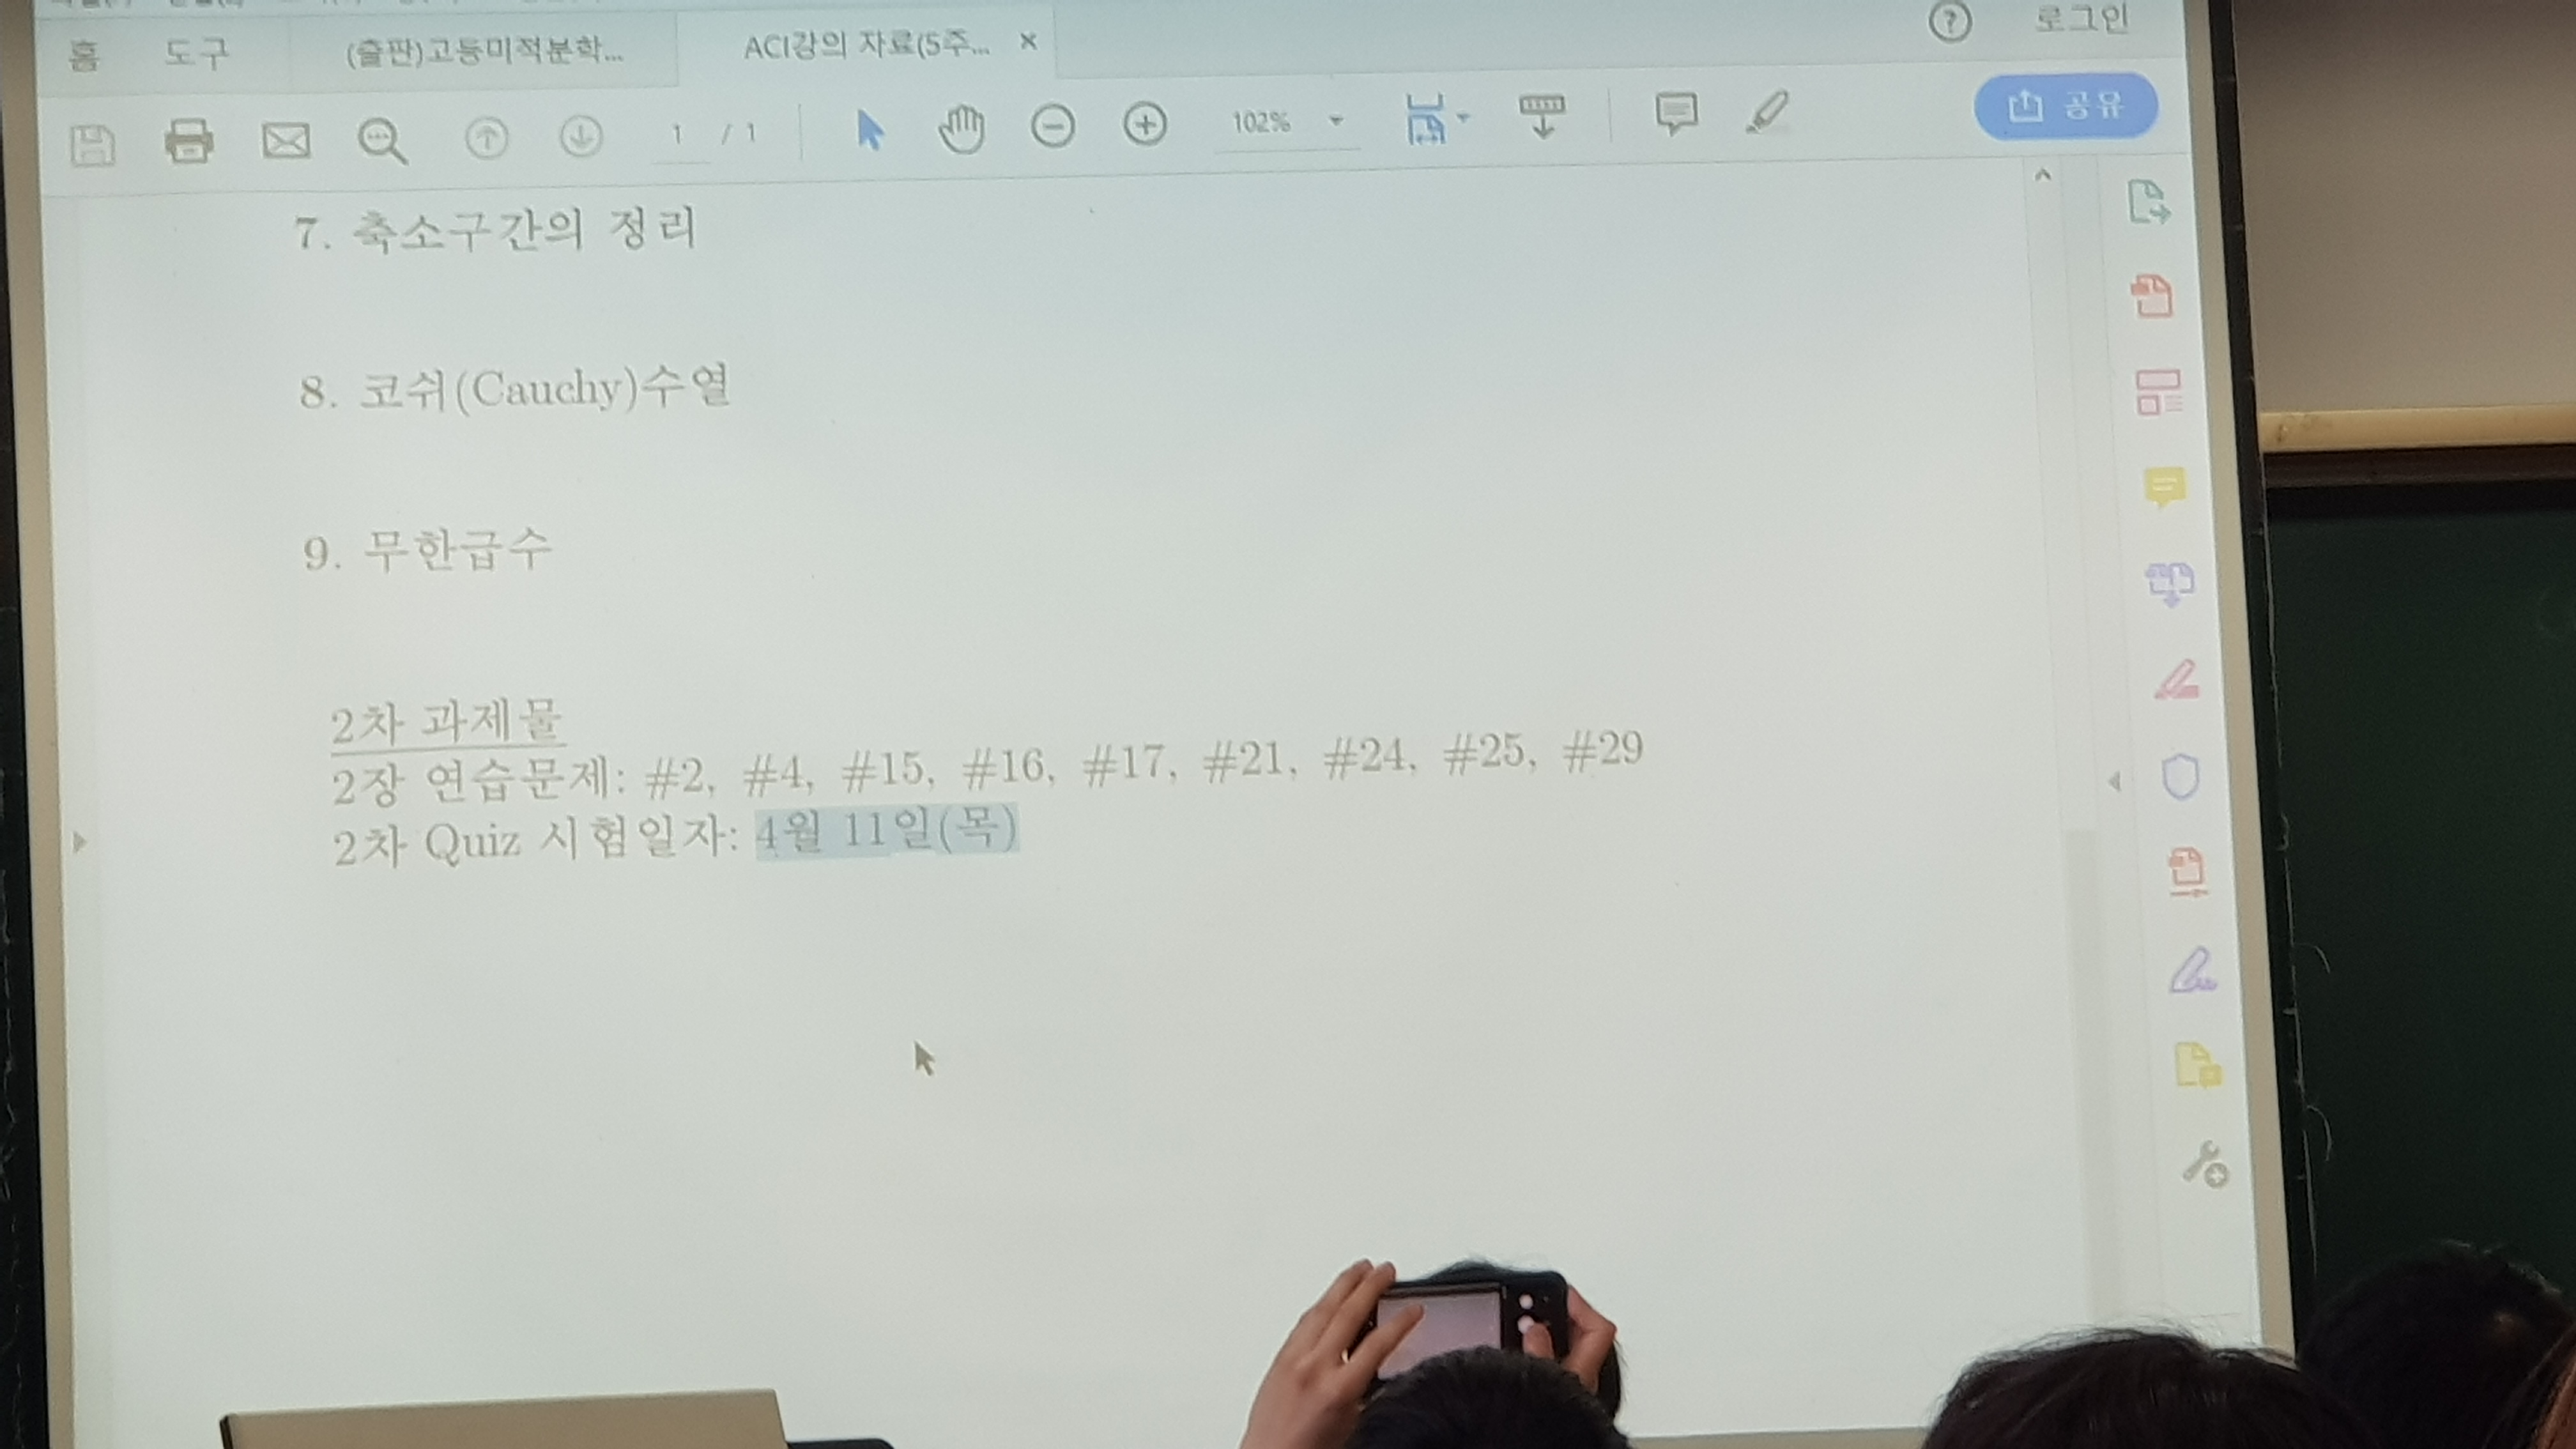 홈 도구 (출판)고등미적분학... ACI강의 자료(5주... × ? 로그인
1 / 1 102% 공유
7. 축소구간의 정리
8. 코쉬(Cauchy)수열
9. 무한급수
2차 과제물
2장 연습문제: #2, #4, #15, #16, #17, #21, #24, #25, #29
2차 Quiz 시험일자: 4월 11일(목)